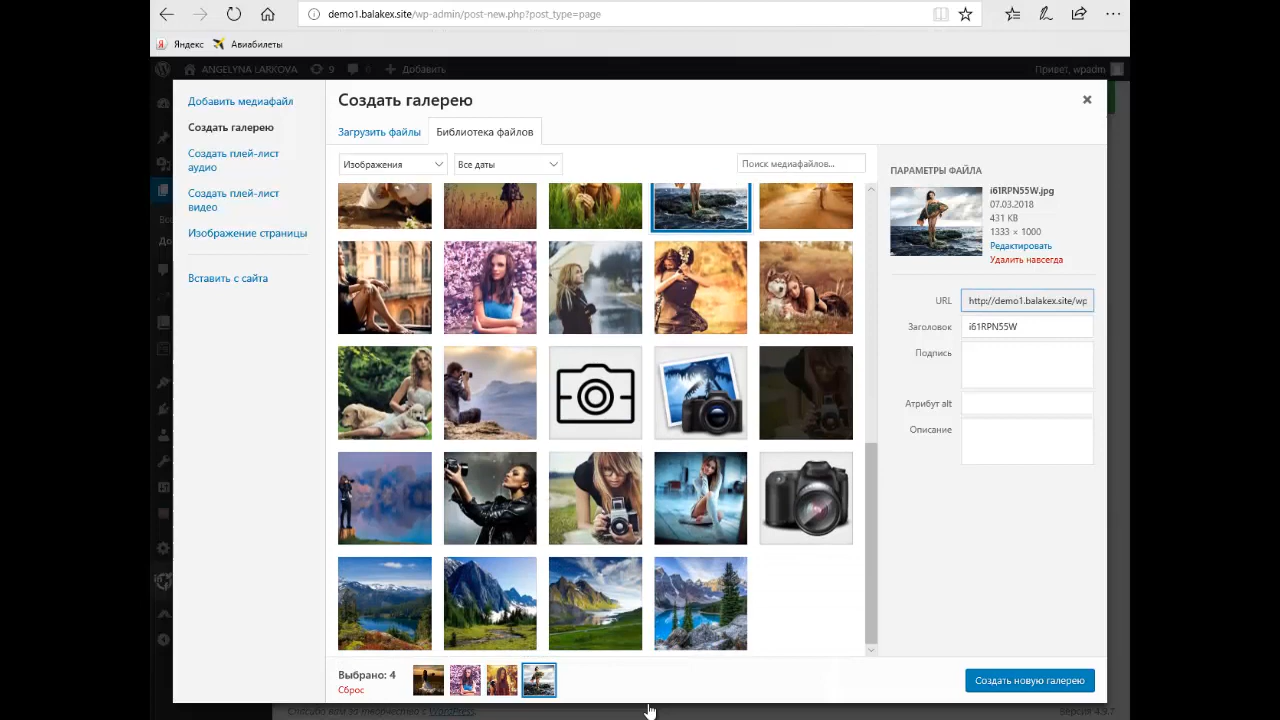 demo1.balakex.site/wp-admin/post-new.php?post_type=page
Яндекс
Авиабилеты
ANGELYNA LARKOVA
9
Добавить
Привет, wpadm
Добавить медиафайл
Создать галерею
Создать плей-лист
аудио
Создать плей-лист
видео
Изображение страницы
Вставить с сайта
Создать галерею
Загрузить файлы
Библиотека файлов
Изображения
Все даты
Поиск медиафайлов...
ПАРАМЕТРЫ ФАЙЛА
i61RPN55W.jpg
07.03.2018
431 KB
1333 × 1000
Редактировать
Удалить навсегда
URL
http://demo1.balakex.site/wp
Заголовок
i61RPN55W
Подпись
Атрибут alt
Описание
Выбрано: 4
Сброс
Создать новую галерею